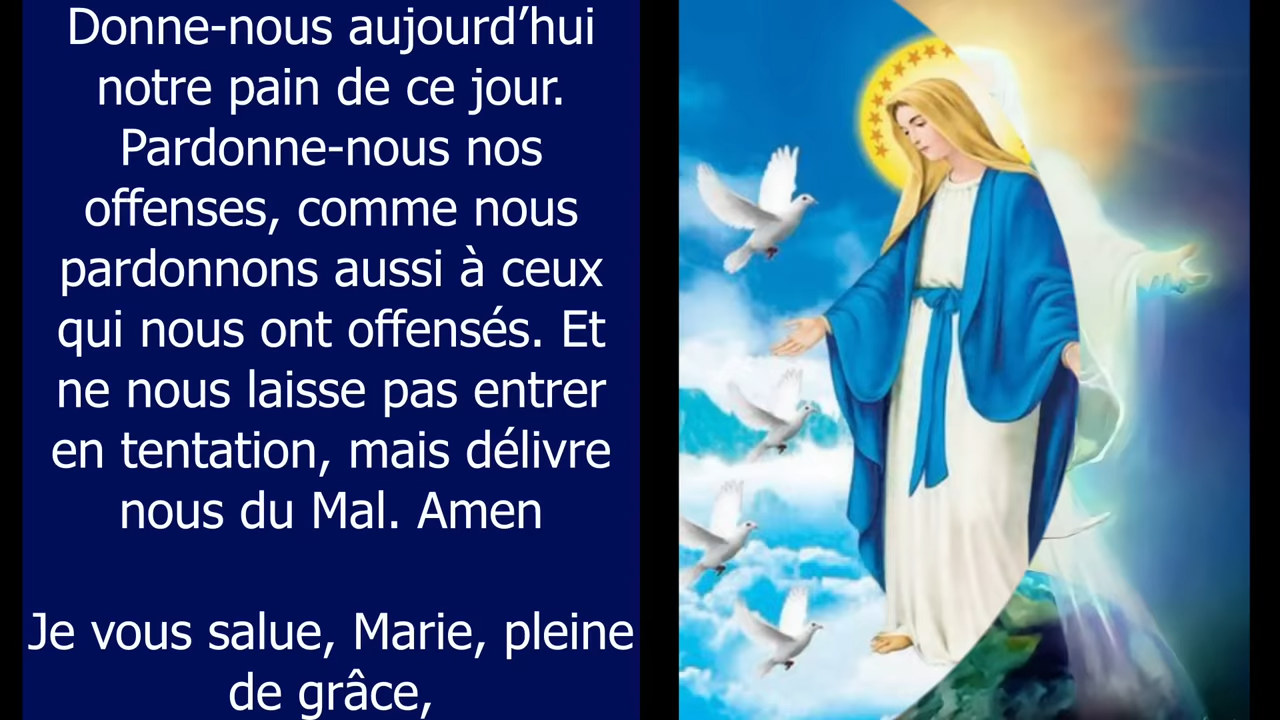 Donne-nous aujourd’hui
notre pain de ce jour.
Pardonne-nous nos
offenses, comme nous
pardonnons aussi à ceux
qui nous ont offensés. Et
ne nous laisse pas entrer
en tentation, mais délivre
nous du Mal. Amen
Je vous salue, Marie, pleine
de grâce,